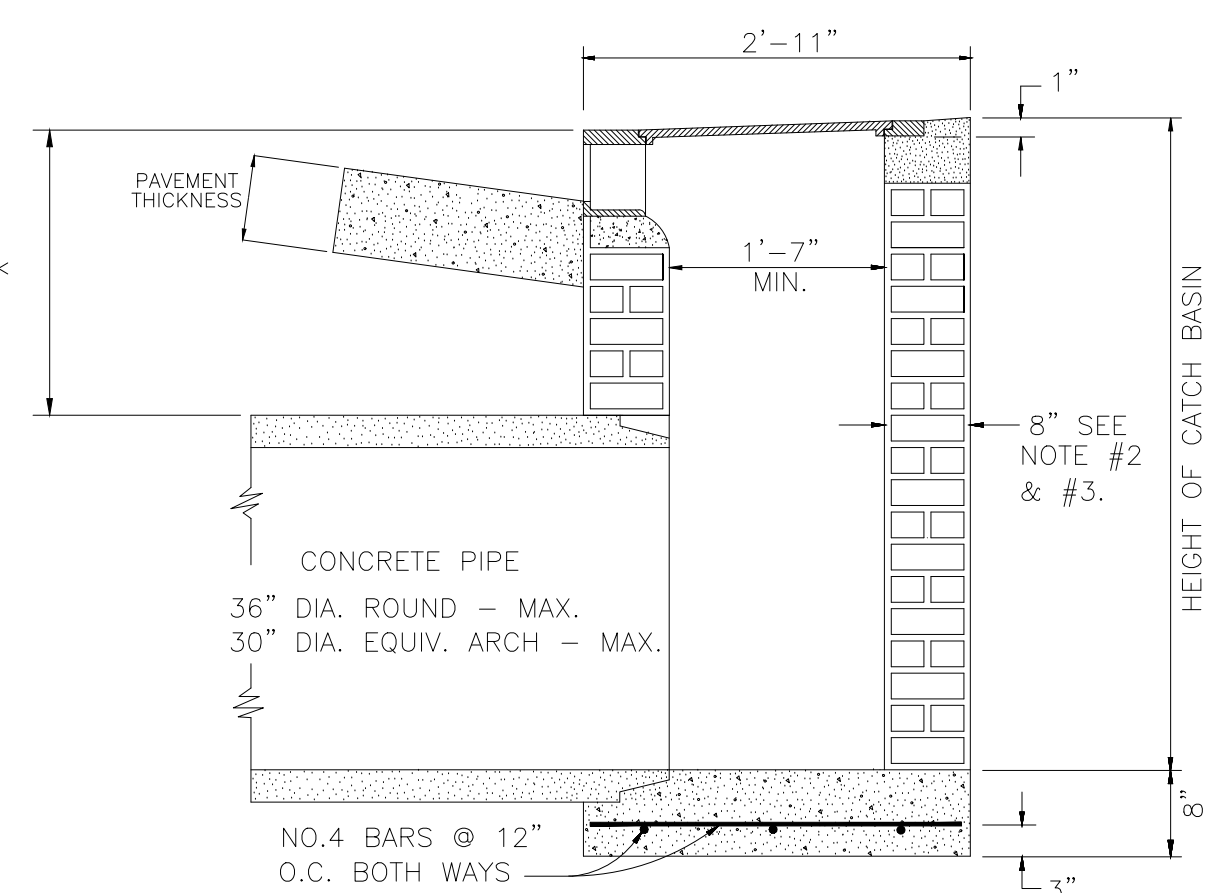 2'-11"
1"
PAVEMENT
THICKNESS
1'-7"
MIN.
HEIGHT OF CATCH BASIN
8" SEE
NOTE #2
& #3.
CONCRETE PIPE
36" DIA. ROUND - MAX.
30" DIA. EQUIV. ARCH - MAX.
8"
NO.4 BARS @ 12"
O.C. BOTH WAYS
3"